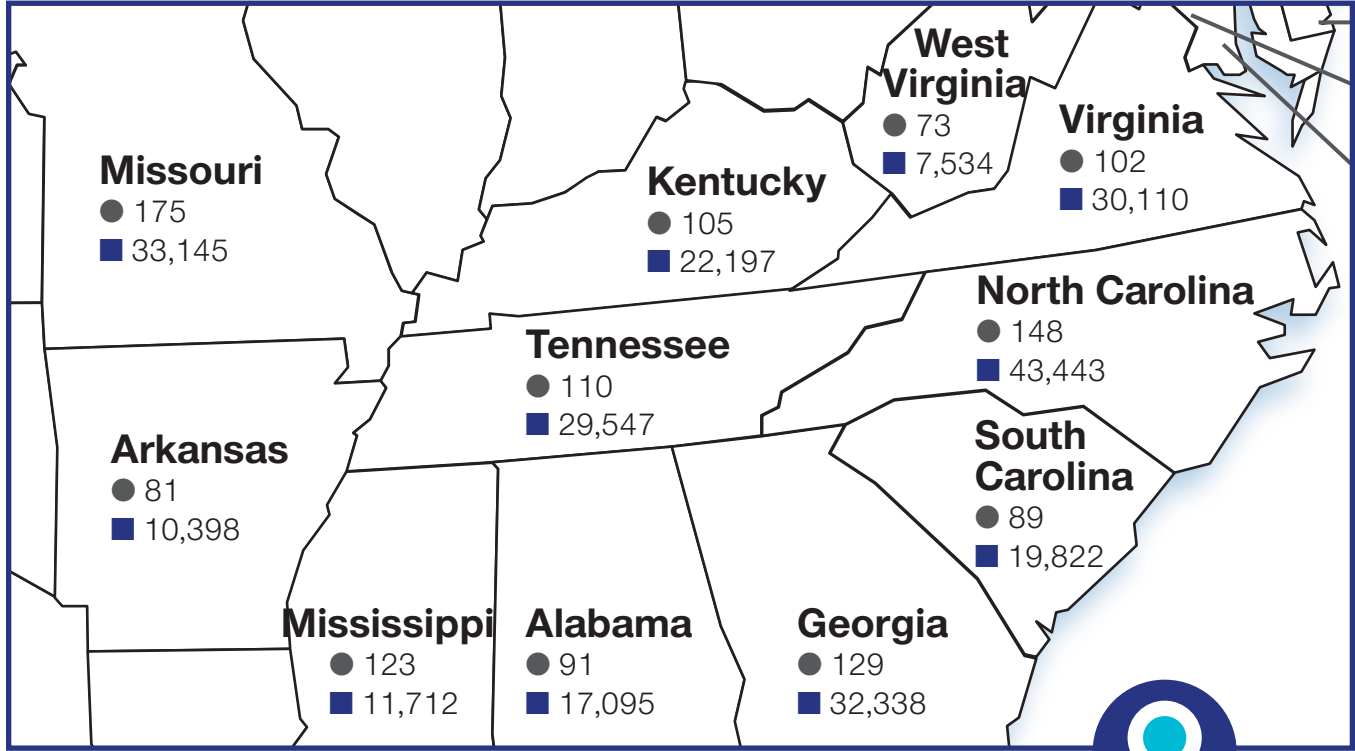 West
Virginia
73
7,534
Virginia
102
30,110
Missouri
175
33,145
Kentucky
105
22,197
North Carolina
148
43,443
Tennessee
110
29,547
South
Carolina
89
19,822
Arkansas
81
10,398
Mississippi
123
11,712
Alabama
91
17,095
Georgia
129
32,338